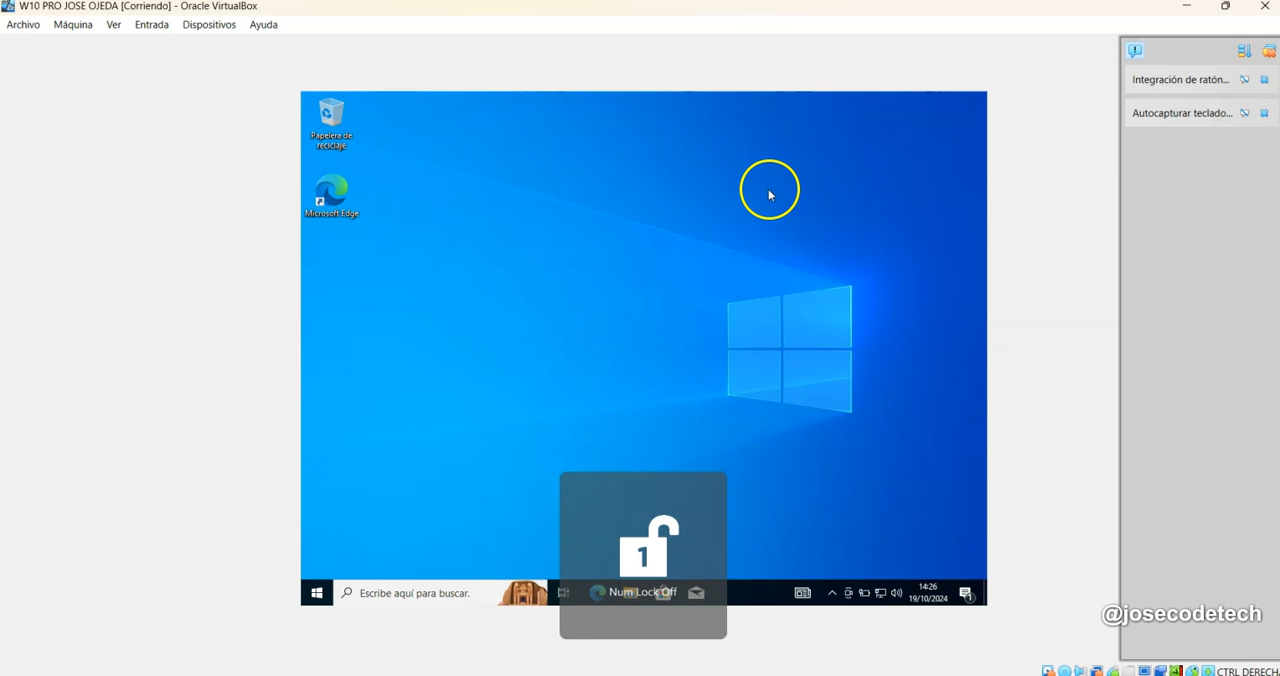 W10 PRO JOSE OJEDA [Corriendo] - Oracle VirtualBox
Archivo Máquina Ver Entrada Dispositivos Ayuda
Integración de ratón...
Autocapturar teclado...
Papelera de
reciclaje
Microsoft Edge
1
Num Lock Off
Escribe aquí para buscar.
14:26
19/10/2024
1
@josecodetech
CTRL DERECH